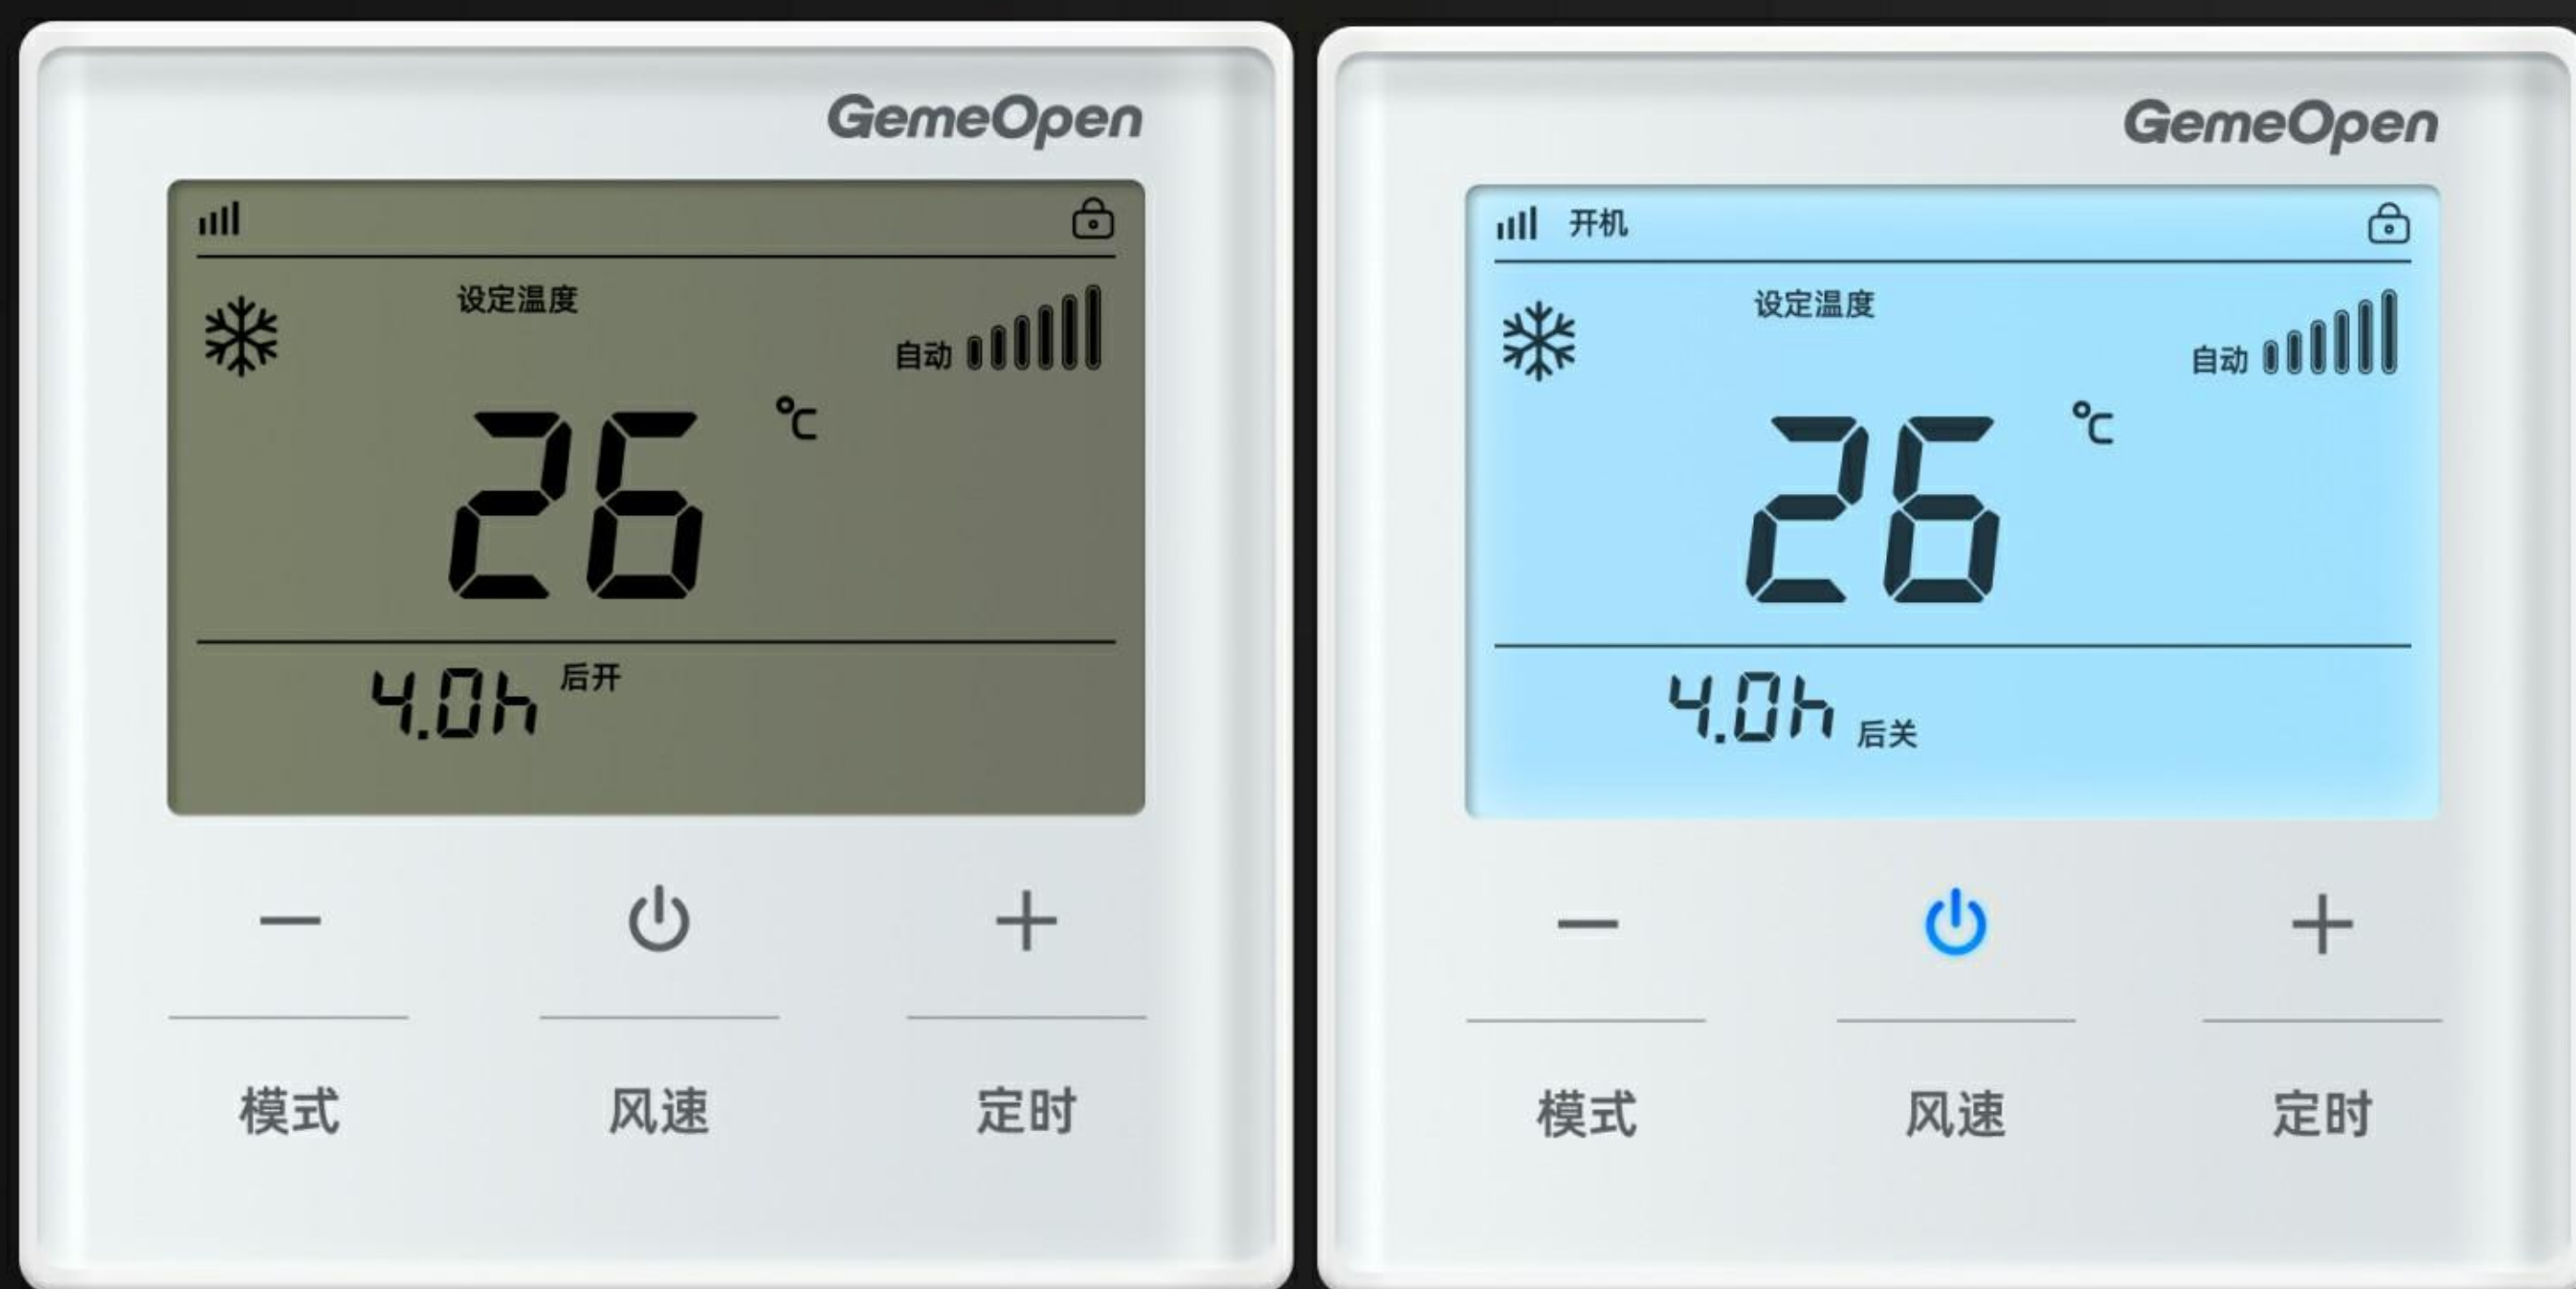 GemeOpen
设定温度
自动
26 ℃
4.0h 后开
模式 风速 定时
GemeOpen
开机
设定温度
自动
26 ℃
4.0h 后关
模式 风速 定时